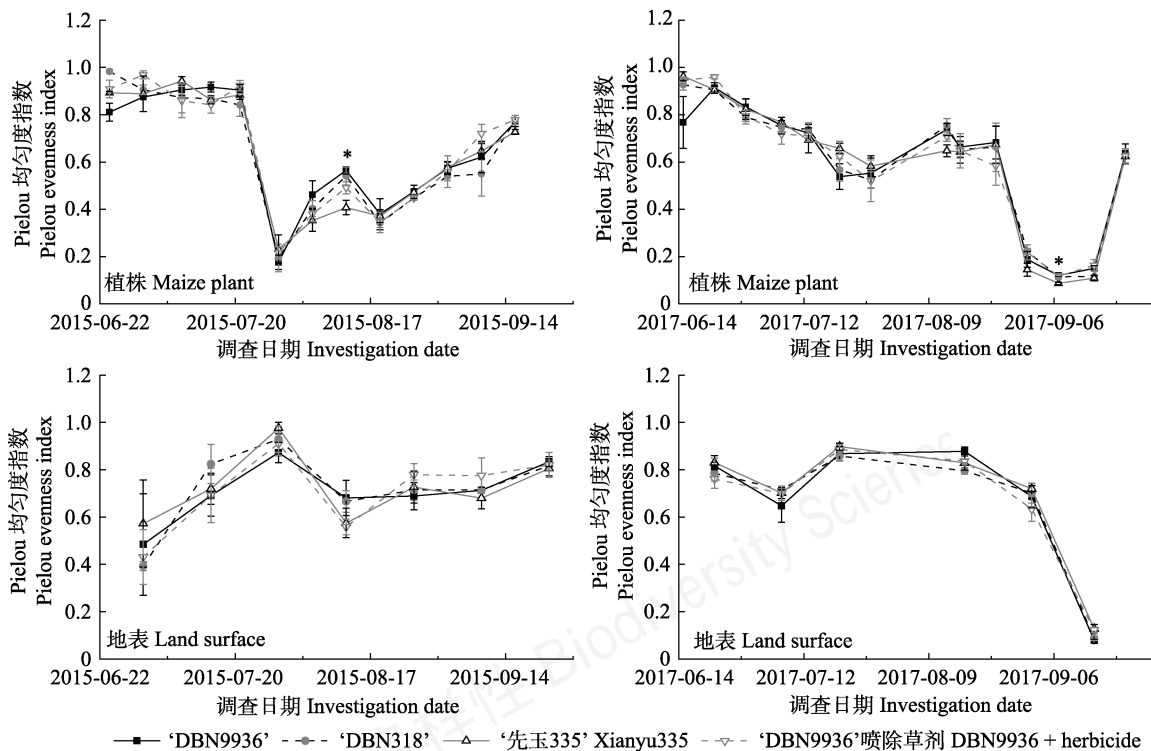 1.2
1.0
0.8
0.6
0.4
0.2
0
Pielou 均匀度指数
Pielou evenness index
*
植株 Maize plant
2015-06-22
2015-07-20
2015-08-17
2015-09-14
调查日期 Investigation date
1.2
1.0
0.8
0.6
0.4
0.2
0
Pielou 均匀度指数
Pielou evenness index
*
植株 Maize plant
2017-06-14
2017-07-12
2017-08-09
2017-09-06
调查日期 Investigation date
1.2
1.0
0.8
0.6
0.4
0.2
0.0
Pielou 均匀度指数
Pielou evenness index
地表 Land surface
2015-06-22
2015-07-20
2015-08-17
2015-09-14
调查日期 Investigation date
1.2
1.0
0.8
0.6
0.4
0.2
0.0
Pielou 均匀度指数
Pielou evenness index
地表 Land surface
2017-06-14
2017-07-12
2017-08-09
2017-09-06
调查日期 Investigation date
‘DBN9936’ ‘DBN318’ ‘先玉335’ Xianyu335 ‘DBN9936’喷除草剂 DBN9936 + herbicide
样性 Biodiversity Science